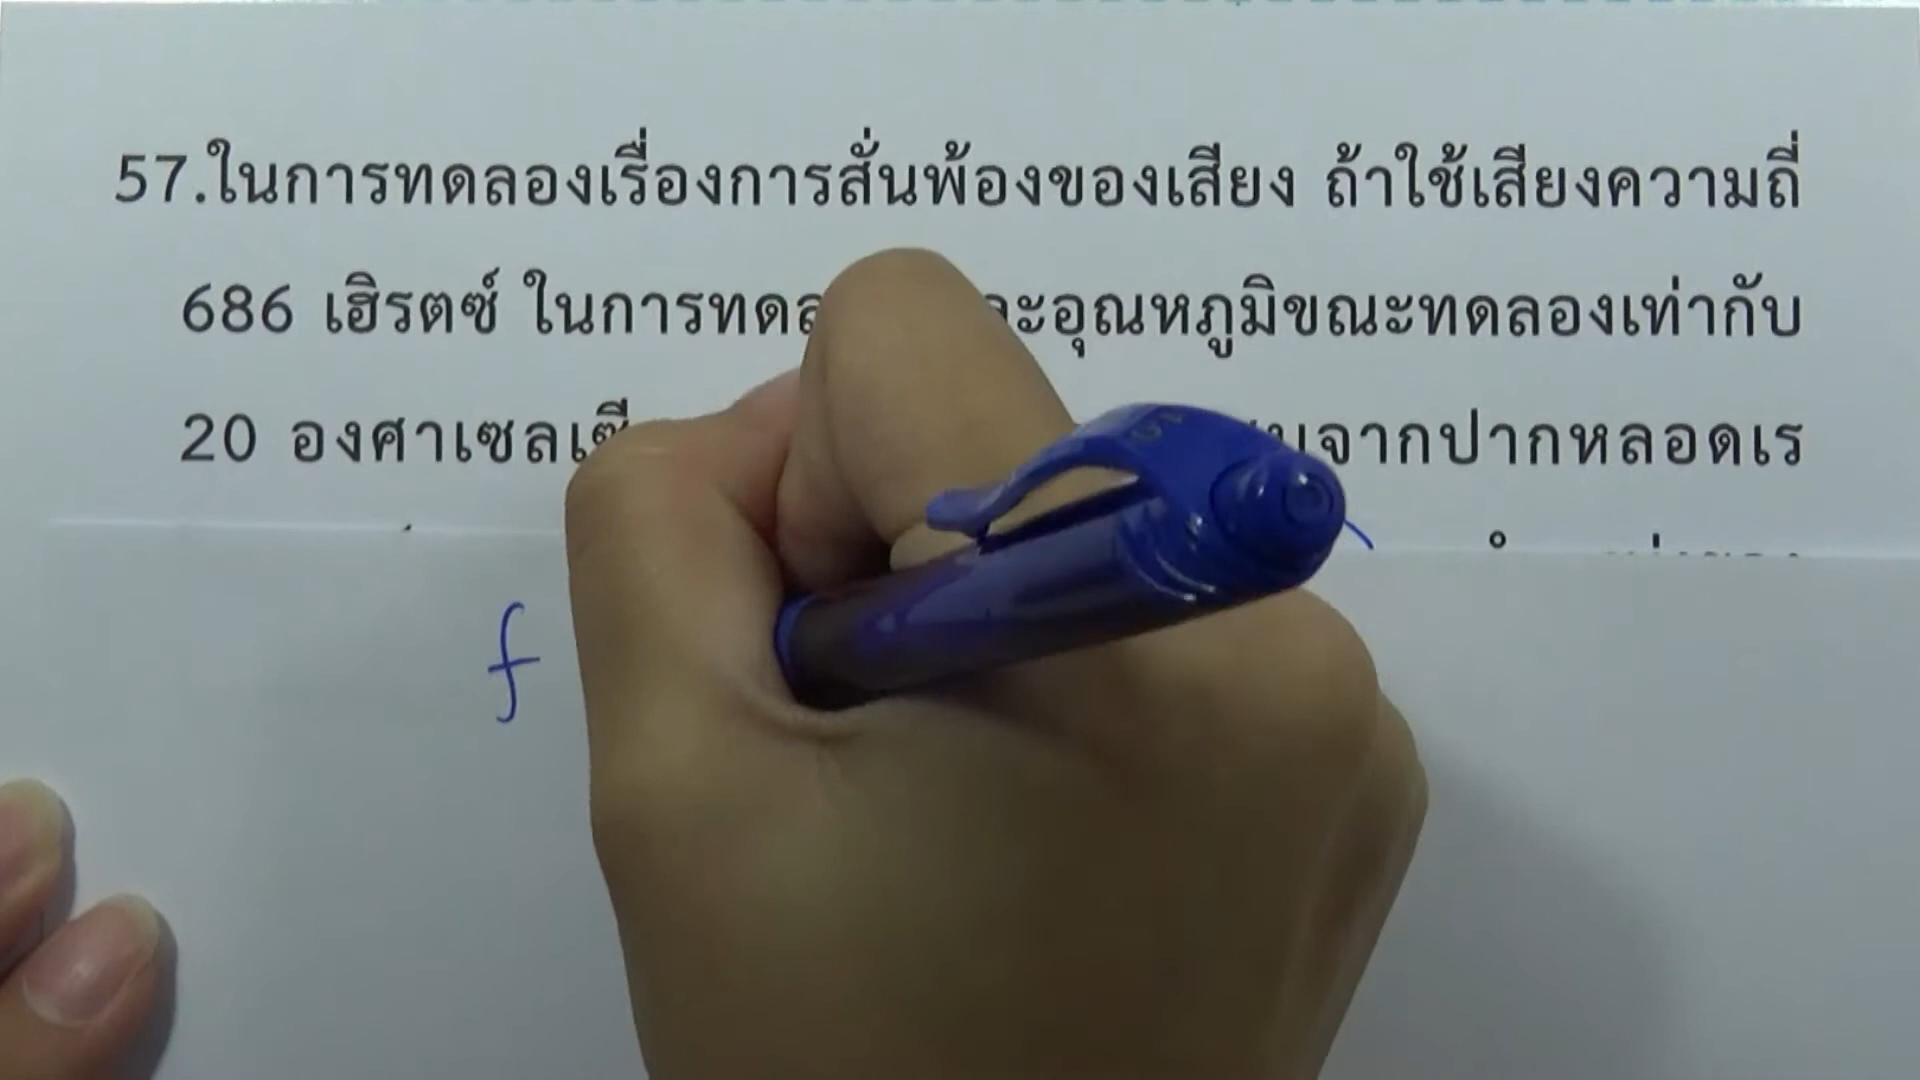 57.ในการทดลองเรื่องการสั่นพ้องของเสียง ถ้าใช้เสียงความถี่
686 เฮิรตซ์ ในการทดล ะอุณหภูมิขณะทดลองเท่ากับ
20 องศาเซลเซี จากปากหลอดเร
f